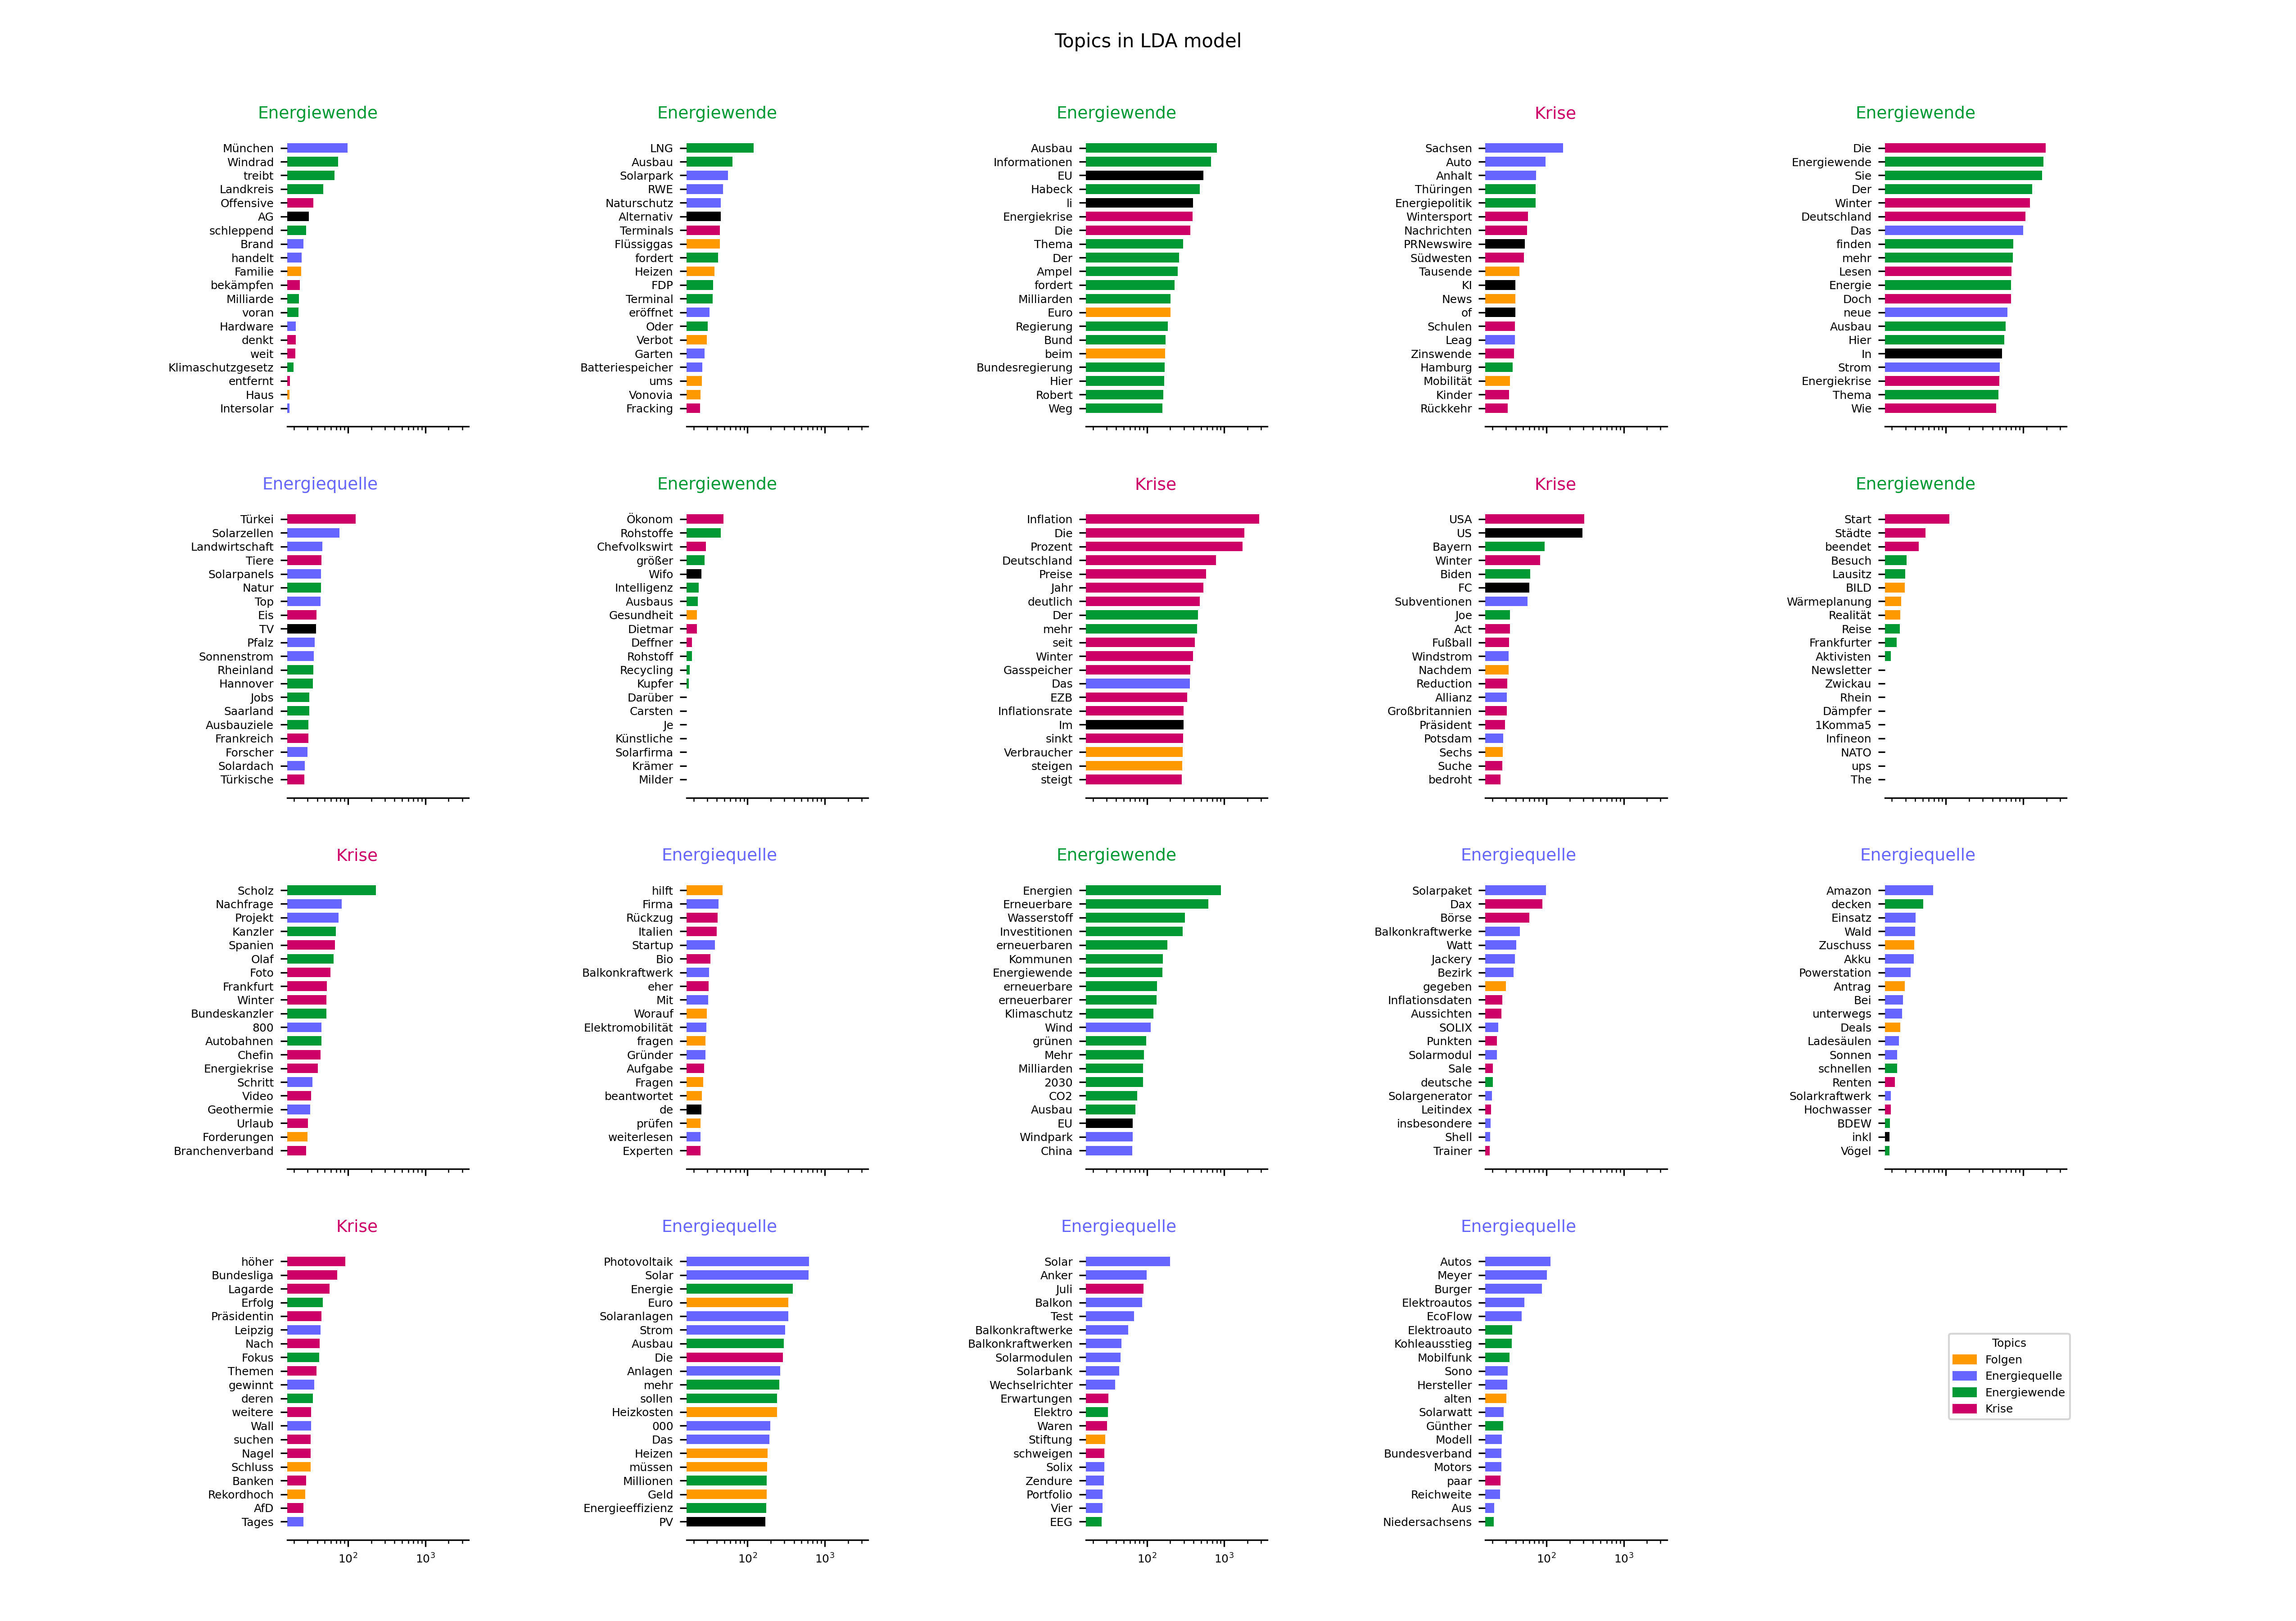 Topics in LDA model
Energiewende
München
Windrad
treibt
Landkreis
Offensive
AG
schleppend
Brand
handelt
Familie
bekämpfen
Milliarde
voran
Hardware
denkt
weit
Klimaschutzgesetz
entfernt
Haus
Intersolar
Energiewende
LNG
Ausbau
Solarpark
RWE
Naturschutz
Alternativ
Terminals
Flüssiggas
fordert
Heizen
FDP
Terminal
eröffnet
Oder
Verbot
Garten
Batteriespeicher
ums
Vonovia
Fracking
Energiewende
Ausbau
Informationen
EU
Habeck
li
Energiekrise
Die
Thema
Der
Ampel
fordert
Milliarden
Euro
Regierung
Bund
beim
Bundesregierung
Hier
Robert
Weg
Krise
Sachsen
Auto
Anhalt
Thüringen
Energiepolitik
Wintersport
Nachrichten
PRNewswire
Südwesten
Tausende
KI
News
of
Schulen
Leag
Zinswende
Hamburg
Mobilität
Kinder
Rückkehr
Energiewende
Die
Energiewende
Sie
Der
Winter
Deutschland
Das
finden
mehr
Lesen
Energie
Doch
neue
Ausbau
Hier
In
Strom
Energiekrise
Thema
Wie
Energiequelle
Türkei
Solarzellen
Landwirtschaft
Tiere
Solarpanels
Natur
Top
Eis
TV
Pfalz
Sonnenstrom
Rheinland
Hannover
Jobs
Saarland
Ausbauziele
Frankreich
Forscher
Solardach
Türkische
Energiewende
Ökonom
Rohstoffe
Chefvolkswirt
größer
Wifo
Intelligenz
Ausbaus
Gesundheit
Dietmar
Deffner
Rohstoff
Recycling
Kupfer
Darüber
Carsten
Je
Künstliche
Solarfirma
Krämer
Milder
Krise
Inflation
Die
Prozent
Deutschland
Preise
Jahr
deutlich
Der
mehr
seit
Winter
Gasspeicher
Das
EZB
Inflationsrate
Im
sinkt
Verbraucher
steigen
steigt
Krise
USA
US
Bayern
Winter
Biden
FC
Subventionen
Joe
Act
Fußball
Windstrom
Nachdem
Reduction
Allianz
Großbritannien
Präsident
Potsdam
Sechs
Suche
bedroht
Energiewende
Start
Städte
beendet
Besuch
Lausitz
BILD
Wärmeplanung
Realität
Reise
Frankfurter
Aktivisten
Newsletter
Zwickau
Rhein
Dämpfer
1Komma5
Infineon
NATO
ups
The
Krise
Scholz
Nachfrage
Projekt
Kanzler
Spanien
Olaf
Foto
Frankfurt
Winter
Bundeskanzler
800
Autobahnen
Chefin
Energiekrise
Schritt
Video
Geothermie
Urlaub
Forderungen
Branchenverband
Energiequelle
hilft
Firma
Rückzug
Italien
Startup
Bio
Balkonkraftwerk
eher
Mit
Worauf
Elektromobilität
fragen
Gründer
Aufgabe
Fragen
beantwortet
de
prüfen
weiterlesen
Experten
Energiewende
Energien
Erneuerbare
Wasserstoff
Investitionen
erneuerbaren
Kommunen
Energiewende
erneuerbare
erneuerbarer
Klimaschutz
Wind
grünen
Mehr
Milliarden
2030
CO2
Ausbau
EU
Windpark
China
Energiequelle
Solarpaket
Dax
Börse
Balkonkraftwerke
Watt
Jackery
Bezirk
gegeben
Inflationsdaten
Aussichten
SOLIX
Punkten
Solarmodul
Sale
deutsche
Solargenerator
Leitindex
insbesondere
Shell
Trainer
Energiequelle
Amazon
decken
Einsatz
Wald
Zuschuss
Akku
Powerstation
Antrag
Bei
unterwegs
Deals
Ladesäulen
Sonnen
schnellen
Renten
Solarkraftwerk
Hochwasser
BDEW
inkl
Vögel
Krise
höher
Bundesliga
Lagarde
Erfolg
Präsidentin
Leipzig
Nach
Fokus
Themen
gewinnt
deren
weitere
Wall
suchen
Nagel
Schluss
Banken
Rekordhoch
AfD
Tages
10² 10³
Energiequelle
Photovoltaik
Solar
Energie
Euro
Solaranlagen
Strom
Ausbau
Die
Anlagen
mehr
sollen
Heizkosten
000
Das
Heizen
müssen
Millionen
Geld
Energieeffizienz
PV
10² 10³
Energiequelle
Solar
Anker
Juli
Balkon
Test
Balkonkraftwerke
Balkonkraftwerken
Solarmodulen
Solarbank
Wechselrichter
Erwartungen
Elektro
Waren
Stiftung
schweigen
Solix
Zendure
Portfolio
Vier
EEG
10² 10³
Energiequelle
Autos
Meyer
Burger
Elektroautos
EcoFlow
Elektroauto
Kohleausstieg
Mobilfunk
Sono
Hersteller
alten
Solarwatt
Günther
Modell
Bundesverband
Motors
paar
Reichweite
Aus
Niedersachsens
10² 10³
Topics
Folgen
Energiequelle
Energiewende
Krise